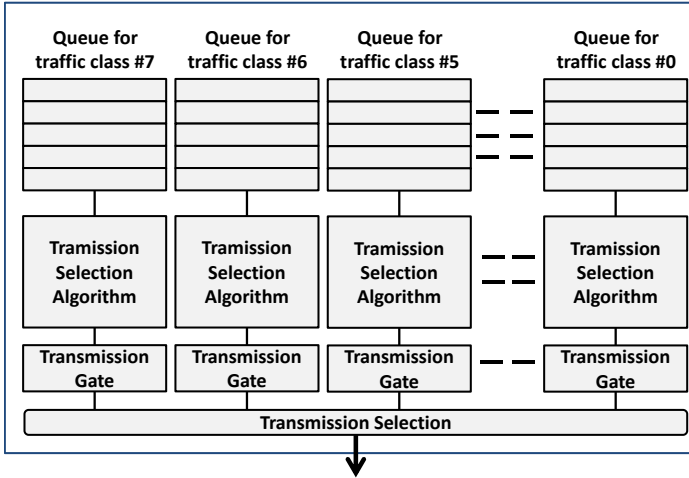 Queue for
traffic class #7
Queue for
traffic class #6
Queue for
traffic class #5
Queue for
traffic class #0
Tramission
Selection
Algorithm
Tramission
Selection
Algorithm
Tramission
Selection
Algorithm
Tramission
Selection
Algorithm
Transmission
Gate
Transmission
Gate
Transmission
Gate
Transmission
Gate
Transmission Selection